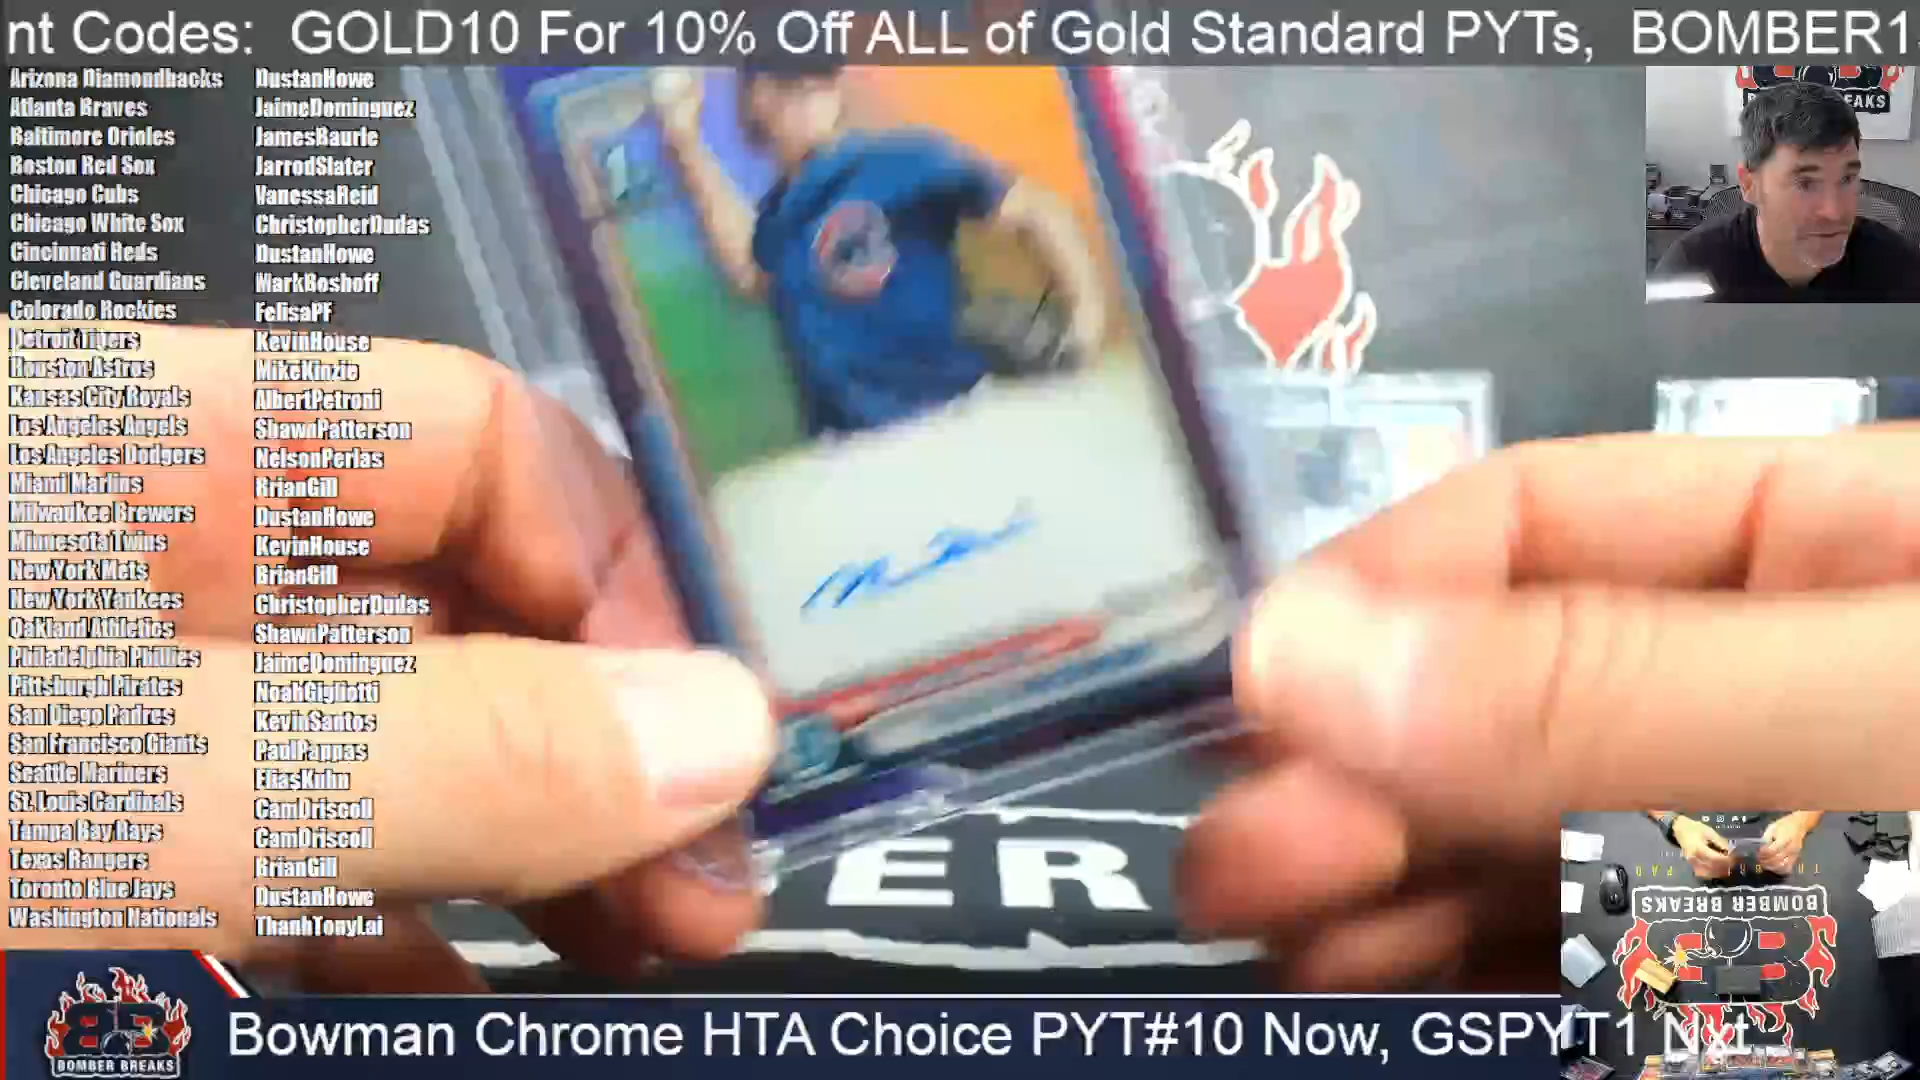 nt Codes: GOLD10 For 10% Off ALL of Gold Standard PYTs, BOMBER1
Arizona Diamondbacks DustanHowe
Atlanta Braves JaimeDominguez
Baltimore Orioles JamesBaurle
Boston Red Sox JarrodSlater
Chicago Cubs VanessaReid
Chicago White Sox ChristopherDudas
Cincinnati Reds DustanHowe
Cleveland Guardians MarkBoshoff
Colorado Rockies FelisaPF
Detroit Tigers KevinHouse
Houston Astros MikeKinzie
Kansas City Royals AlbertPetroni
Los Angeles Angels ShawnPatterson
Los Angeles Dodgers NelsonPerlas
Miami Marlins BrianGill
Milwaukee Brewers DustanHowe
Minnesota Twins KevinHouse
New York Mets BrianGill
New York Yankees ChristopherDudas
Oakland Athletics ShawnPatterson
Philadelphia Phillies JaimeDominguez
Pittsburgh Pirates NoahGigliotti
San Diego Padres KevinSantos
San Francisco Giants PaulPappas
Seattle Mariners EliasKuhn
St. Louis Cardinals CamDriscoll
Tampa Bay Rays CamDriscoll
Texas Rangers BrianGill
Toronto Blue Jays DustanHowe
Washington Nationals ThanhTonyLai
EAKS
ER
BOMBER BREAKS
BOMBER BREAKS
Bowman Chrome HTA Choice PYT#10 Now, GSPYT1 Nxt